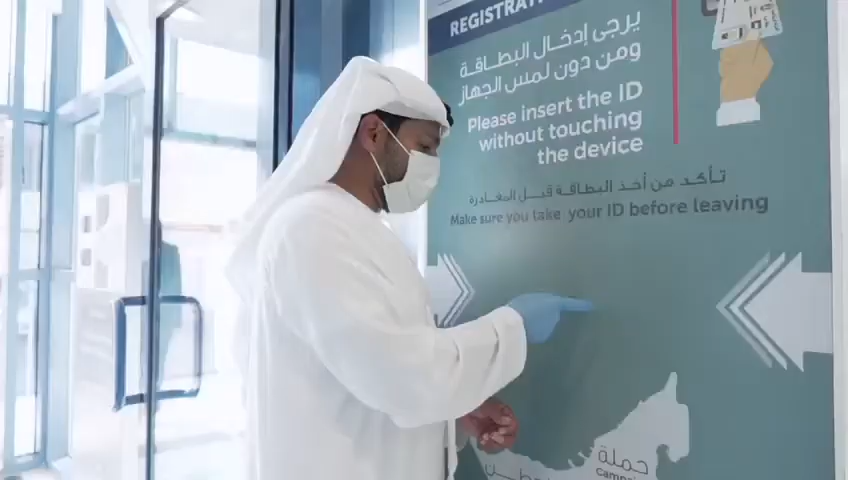 REGISTRATI
يرجى إدخال البطاقة
ومن دون لمس الجهاز
Please insert the ID
without touching
the device
تأكد من أخذ البطاقة قبل المغادرة
Make sure you take your ID before leaving
حملة